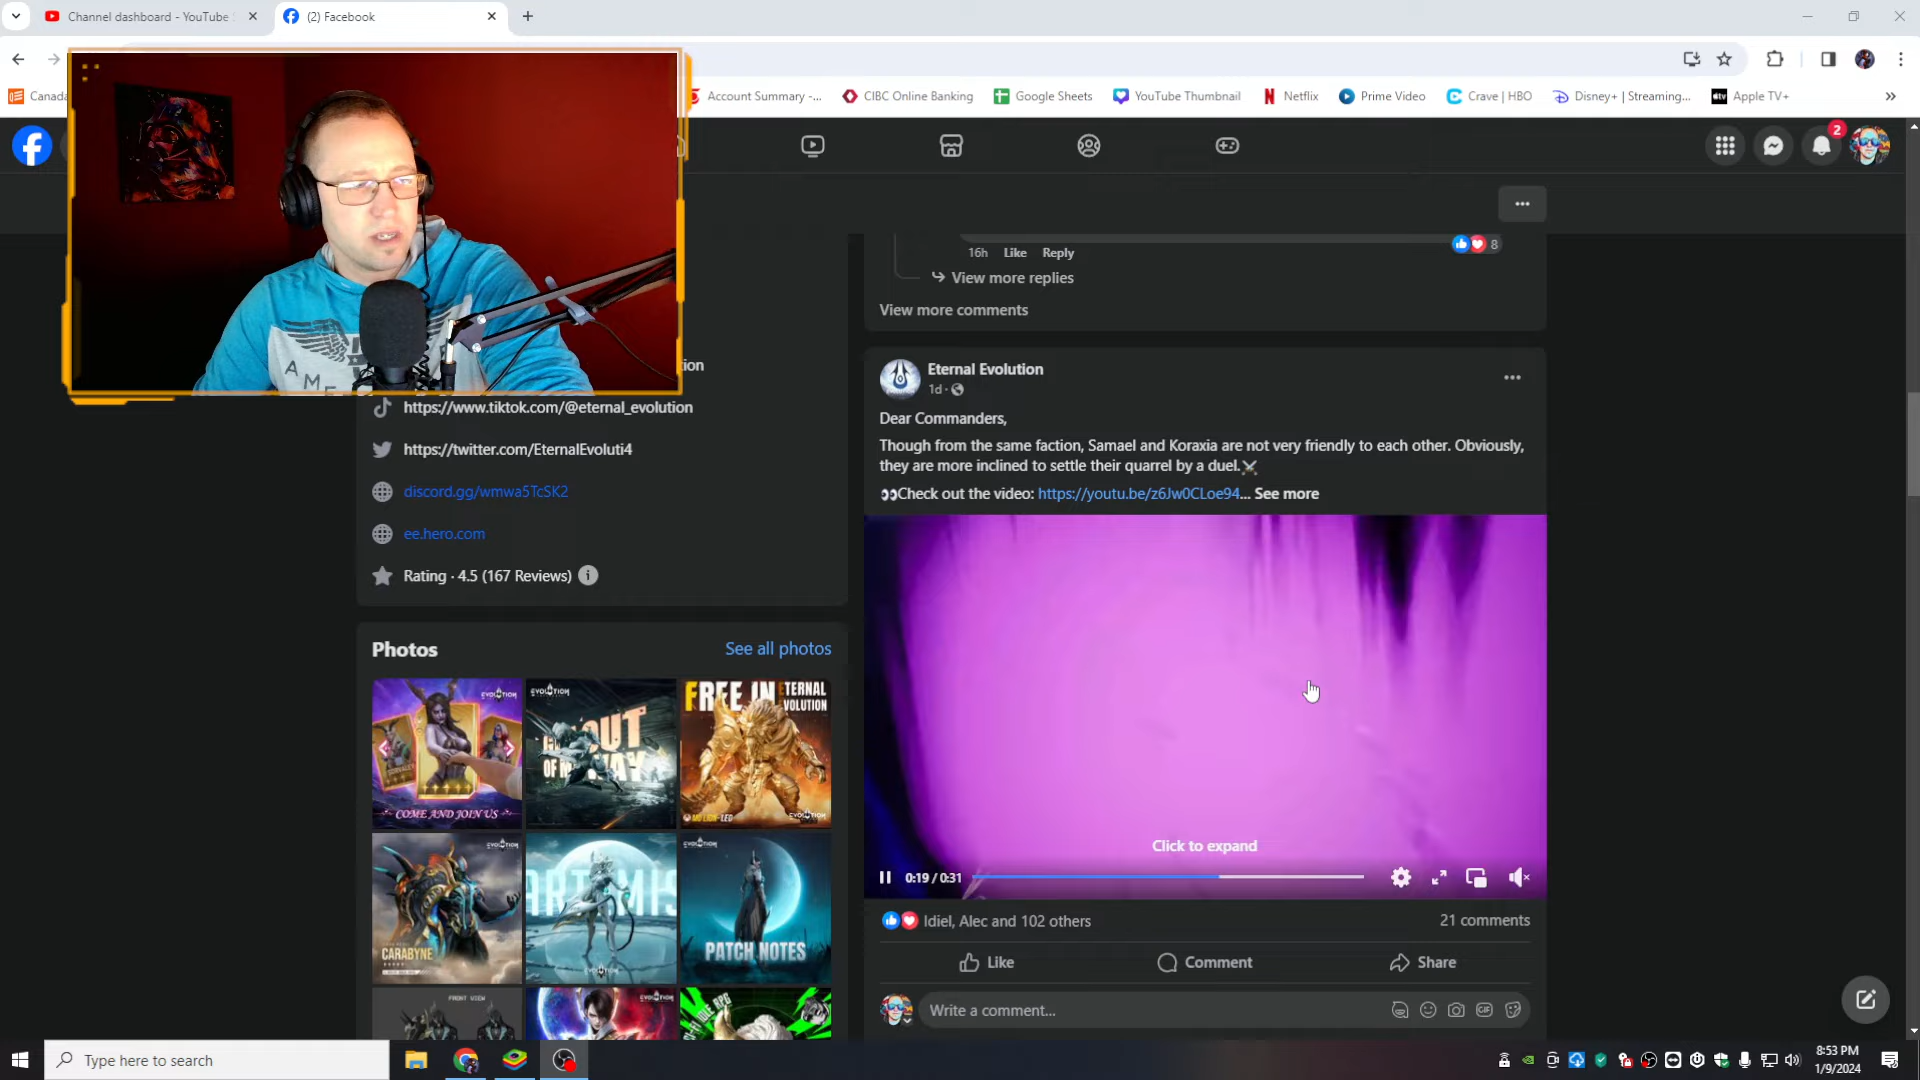 Channel dashboard - YouTube
(2) Facebook
Canada
Account Summary -...
CIBC Online Banking
Google Sheets
YouTube Thumbnail
Netflix
Prime Video
Crave | HBO
Disney+ | Streaming...
Apple TV+
2
16h Like Reply
8
View more replies
View more comments
Eternal Evolution
1d
Dear Commanders,
Though from the same faction, Samael and Koraxia are not very friendly to each other. Obviously,
they are more inclined to settle their quarrel by a duel.
Check out the video: https://youtu.be/z6Jw0CLoe94... See more
https://www.tiktok.com/@eternal_evolution
https://twitter.com/EternalEvoluti4
discord.gg/wmwa5TcSK2
ee.hero.com
Rating · 4.5 (167 Reviews)
Photos
See all photos
COME AND JOIN US
FREE IN ETERNAL
CARABYNE
PATCH NOTES
FRONT VIEW
Click to expand
0:19 / 0:31
Idiel, Alec and 102 others
21 comments
Like
Comment
Share
Write a comment...
Type here to search
8:53 PM
1/9/2024